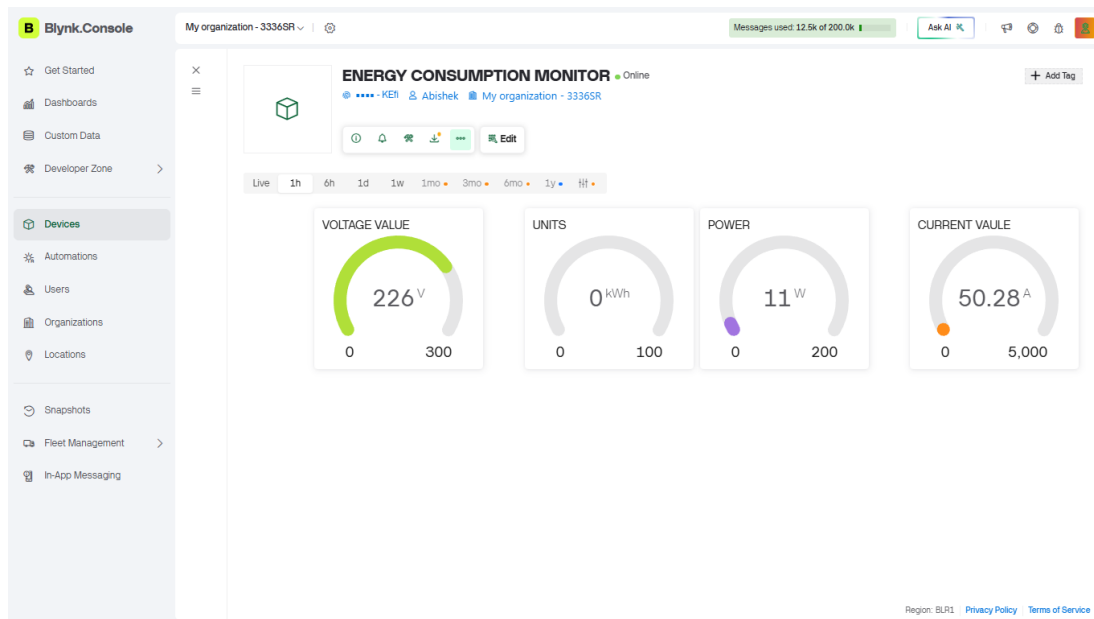 B Blynk.Console
My organization - 3336SR
Messages used: 12.5k of 200.0k
Ask AI
Get Started
Dashboards
Custom Data
Developer Zone
Devices
Automations
Users
Organizations
Locations
Snapshots
Fleet Management
In-App Messaging
ENERGY CONSUMPTION MONITOR Online
- KEfi Abishek My organization - 3336SR
+ Add Tag
Edit
Live 1h 6h 1d 1w 1mo 3mo 6mo 1y
VOLTAGE VALUE
226 V
0 300
UNITS
0 kWh
0 100
POWER
11 W
0 200
CURRENT VAULE
50.28 A
0 5,000
Region: BLR1 Privacy Policy Terms of Service